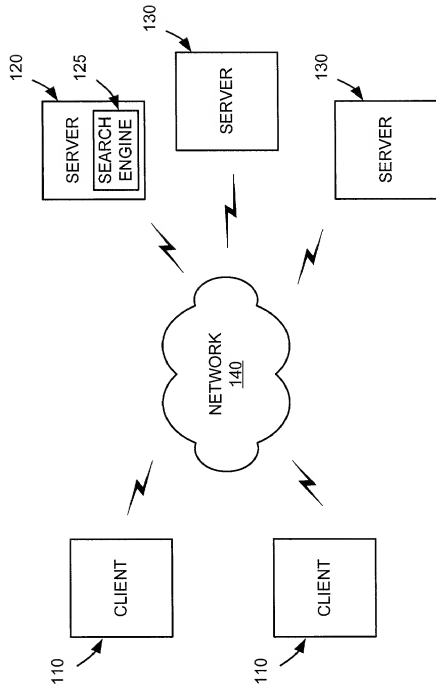 110
CLIENT
110
CLIENT
NETWORK
140
120
SERVER
125
SEARCH
ENGINE
130
SERVER
130
SERVER